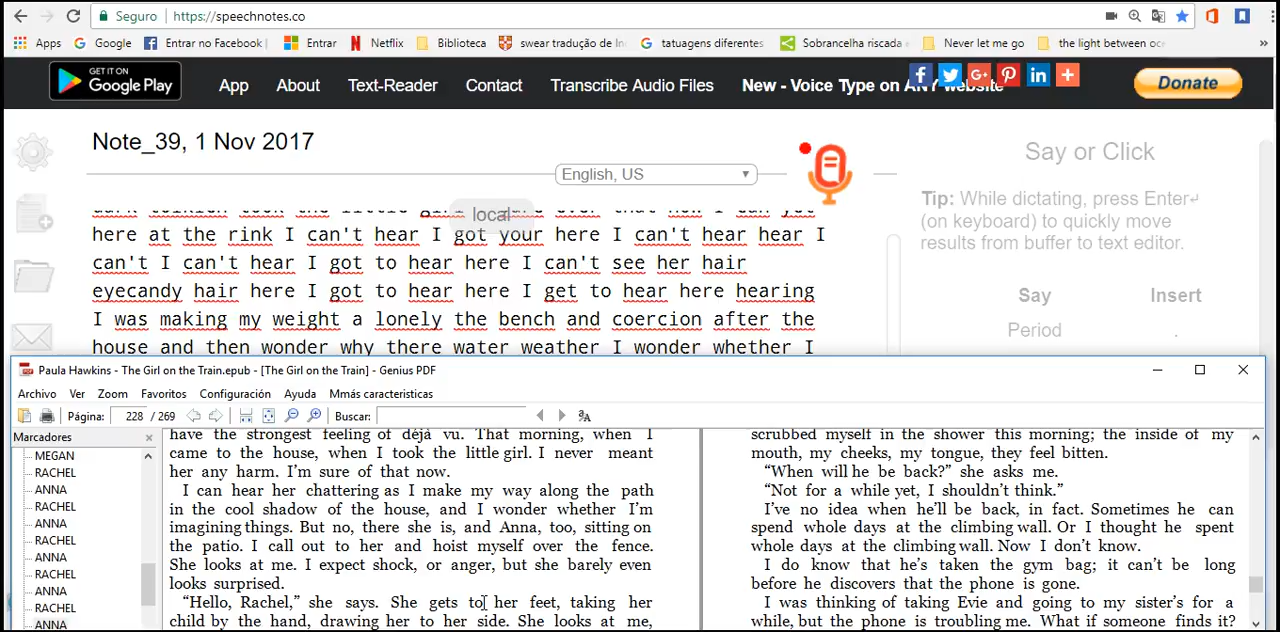 Seguro https://speechnotes.co
Apps Google Entrar no Facebook | Entrar Netflix Biblioteca swear tradução de In tatuagens diferentes Sobrancelha riscada Never let me go the light between oce »
GET IT ON Google Play App About Text-Reader Contact Transcribe Audio Files New - Voice Type on ANY website Donate
Note_39, 1 Nov 2017
English, US
Say or Click
Tip: While dictating, press Enter↵
(on keyboard) to quickly move
results from buffer to text editor.
Say Insert
Period .
local
took the little girl over that now I can yet
here at the rink I can't hear I got your here I can't hear hear I
can't I can't hear I got to hear here I can't see her hair
eyecandy hair here I got to hear here I get to hear here hearing
I was making my weight a lonely the bench and coercion after the
house and then wonder why there water weather I wonder whether I
Paula Hawkins - The Girl on the Train.epub - [The Girl on the Train] - Genius PDF
Archivo Ver Zoom Favoritos Configuración Ayuda Mmás características
Página: 228 / 269 Buscar:
Marcadores
MEGAN
RACHEL
ANNA
RACHEL
ANNA
RACHEL
ANNA
RACHEL
ANNA
RACHEL
ANNA
have the strongest feeling of déjà vu. That morning, when I
came to the house, when I took the little girl. I never meant
her any harm. I'm sure of that now.
I can hear her chattering as I make my way along the path
in the cool shadow of the house, and I wonder whether I'm
imagining things. But no, there she is, and Anna, too, sitting on
the patio. I call out to her and hoist myself over the fence.
She looks at me. I expect shock, or anger, but she barely even
looks surprised.
“Hello, Rachel,” she says. She gets to her feet, taking her
child by the hand, drawing her to her side. She looks at me,
scrubbed myself in the shower this morning; the inside of my
mouth, my cheeks, my tongue, they feel bitten.
“When will he be back?” she asks me.
“Not for a while yet, I shouldn't think.”
I've no idea when he'll be back, in fact. Sometimes he can
spend whole days at the climbing wall. Or I thought he spent
whole days at the climbing wall. Now I don't know.
I do know that he's taken the gym bag; it can't be long
before he discovers that the phone is gone.
I was thinking of taking Evie and going to my sister's for a
while, but the phone is troubling me. What if someone finds it?